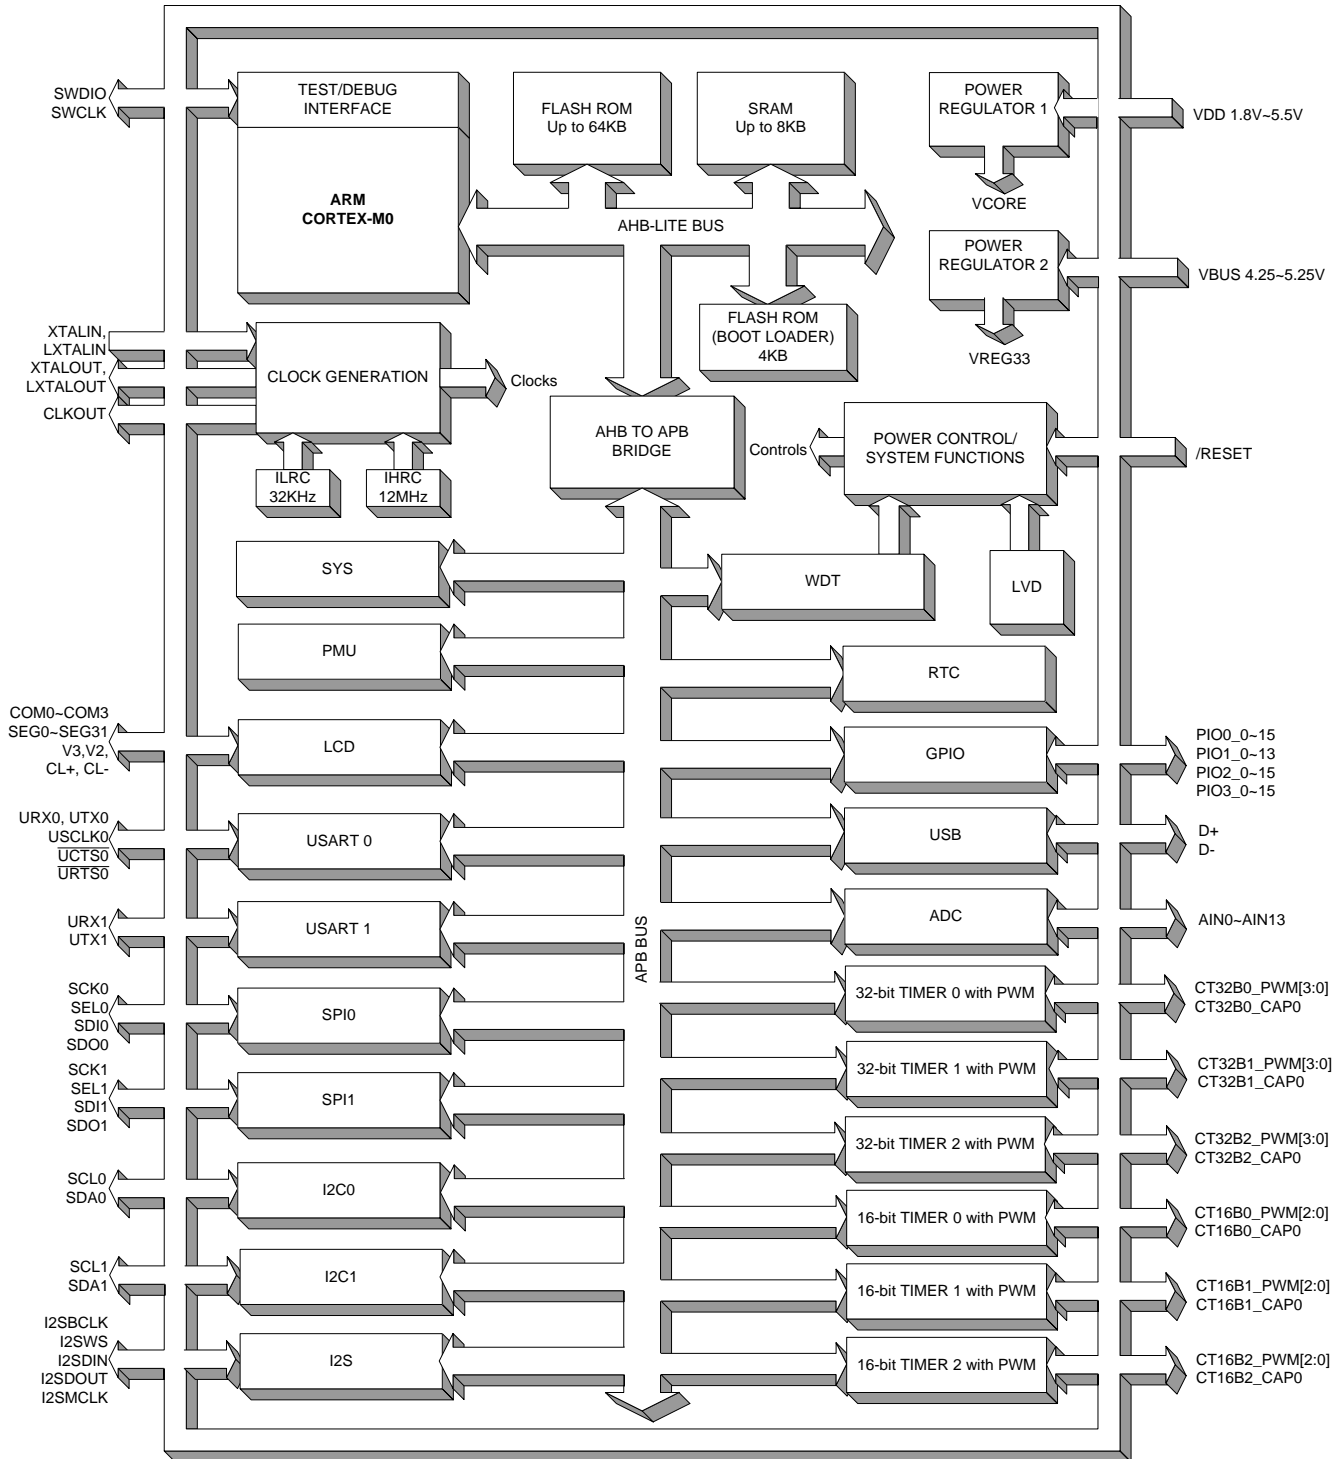 SWDIO
SWCLK
TEST/DEBUG
INTERFACE
ARM
CORTEX-M0
FLASH ROM
Up to 64KB
SRAM
Up to 8KB
AHB-LITE BUS
POWER
REGULATOR 1
VDD 1.8V~5.5V
VCORE
POWER
REGULATOR 2
VBUS 4.25~5.25V
VREG33
FLASH ROM
(BOOT LOADER)
4KB
XTALIN,
LXTALIN
XTALOUT,
LXTALOUT
CLKOUT
CLOCK GENERATION
Clocks
ILRC
32KHz
IHRC
12MHz
AHB TO APB
BRIDGE
Controls
POWER CONTROL/
SYSTEM FUNCTIONS
/RESET
SYS
WDT
LVD
PMU
RTC
COM0~COM3
SEG0~SEG31
V3,V2,
CL+, CL-
LCD
GPIO
PIO0_0~15
PIO1_0~13
PIO2_0~15
PIO3_0~15
URX0, UTX0
USCLK0
UCTS0
URTS0
USART 0
USB
D+
D-
URX1
UTX1
USART 1
ADC
AIN0~AIN13
APB BUS
SCK0
SEL0
SDI0
SDO0
SPI0
32-bit TIMER 0 with PWM
CT32B0_PWM[3:0]
CT32B0_CAP0
SCK1
SEL1
SDI1
SDO1
SPI1
32-bit TIMER 1 with PWM
CT32B1_PWM[3:0]
CT32B1_CAP0
32-bit TIMER 2 with PWM
CT32B2_PWM[3:0]
CT32B2_CAP0
SCL0
SDA0
I2C0
16-bit TIMER 0 with PWM
CT16B0_PWM[2:0]
CT16B0_CAP0
SCL1
SDA1
I2C1
16-bit TIMER 1 with PWM
CT16B1_PWM[2:0]
CT16B1_CAP0
I2SBCLK
I2SWS
I2SDIN
I2SDOUT
I2SMCLK
I2S
16-bit TIMER 2 with PWM
CT16B2_PWM[2:0]
CT16B2_CAP0